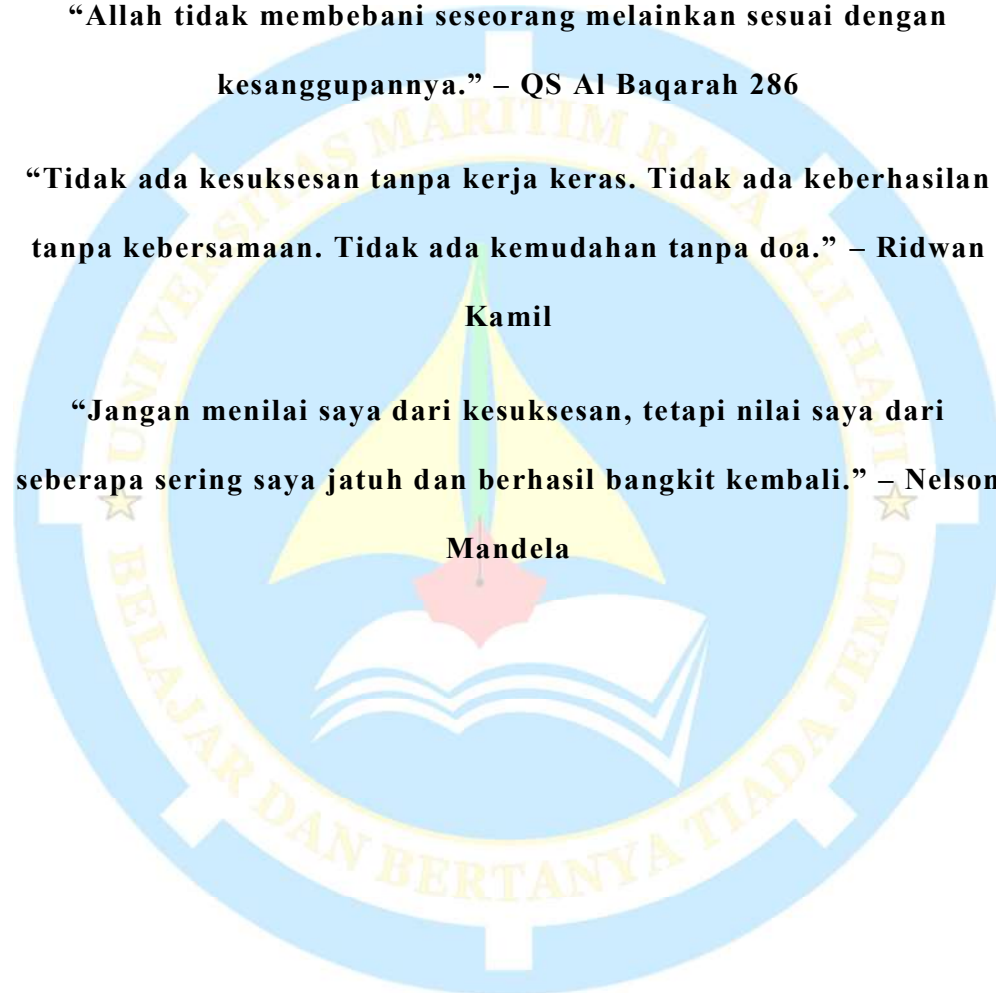 “Allah tidak membebani seseorang melainkan sesuai dengan
kesanggupannya.” – QS Al Baqarah 286
“Tidak ada kesuksesan tanpa kerja keras. Tidak ada keberhasilan
tanpa kebersamaan. Tidak ada kemudahan tanpa doa.” – Ridwan
Kamil
“Jangan menilai saya dari kesuksesan, tetapi nilai saya dari
seberapa sering saya jatuh dan berhasil bangkit kembali.” – Nelson
Mandela
UNIVERSITAS MARITIM RAJA ALI HAJI
BELAJAR DAN BERTANYA TIADA JEMU